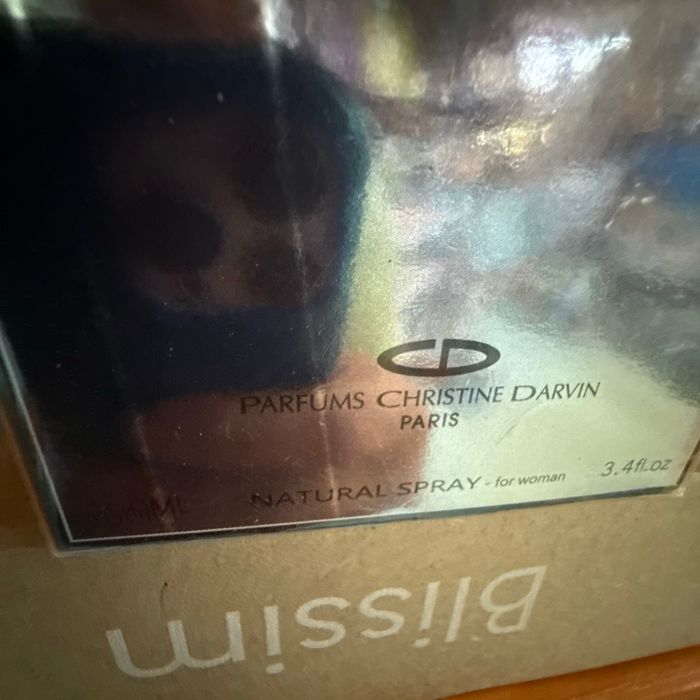 CD
PARFUMS CHRISTINE DARVIN
PARIS
NATURAL SPRAY - for woman
3.4fl.oz
Blissim